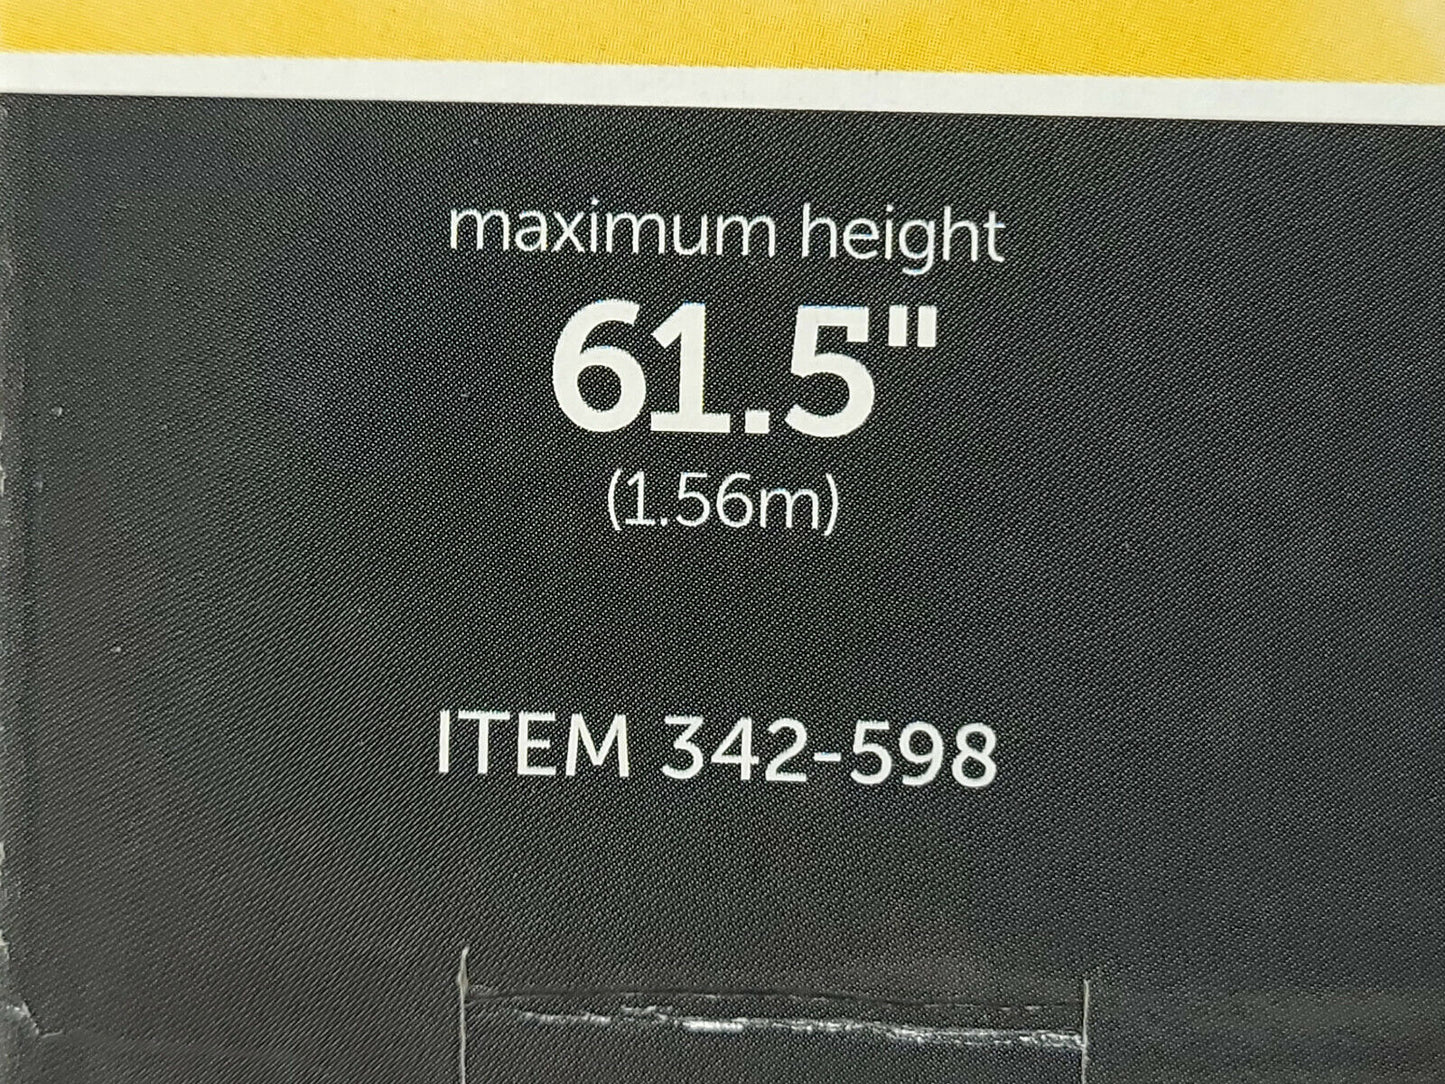 maximum height
61.5"
(1.56m)
ITEM 342-598